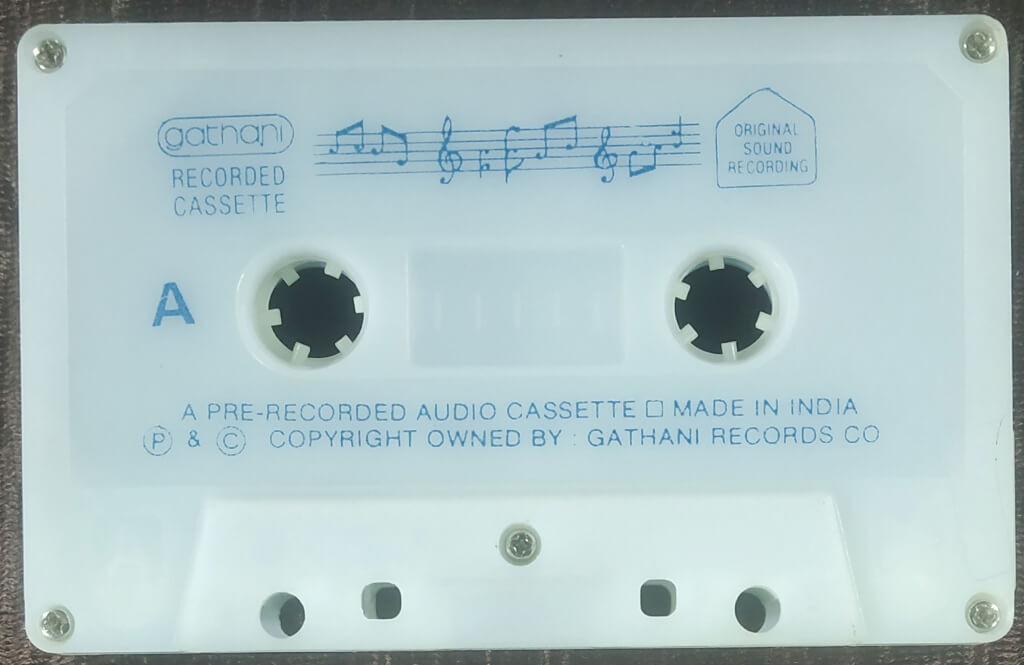 gathani
RECORDED
CASSETTE
ORIGINAL
SOUND
RECORDING
A
A PRE-RECORDED AUDIO CASSETTE □ MADE IN INDIA
Ⓟ & Ⓒ COPYRIGHT OWNED BY : GATHANI RECORDS CO